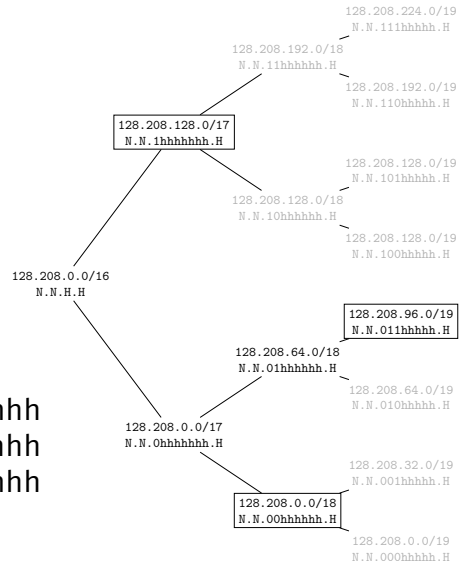 128.208.224.0/19
N.N.111hhhhh.H
128.208.192.0/18
N.N.11hhhhhh.H
128.208.192.0/19
N.N.110hhhhh.H
128.208.128.0/17
N.N.1hhhhhhh.H
128.208.128.0/19
N.N.101hhhhh.H
128.208.128.0/18
N.N.10hhhhhh.H
128.208.128.0/19
N.N.100hhhhh.H
128.208.0.0/16
N.N.H.H
128.208.96.0/19
N.N.011hhhhh.H
128.208.64.0/18
N.N.01hhhhhh.H
128.208.64.0/19
N.N.010hhhhh.H
hhh
hhh
hhh
128.208.0.0/17
N.N.0hhhhhhh.H
128.208.32.0/19
N.N.001hhhhh.H
128.208.0.0/18
N.N.00hhhhhh.H
128.208.0.0/19
N.N.000hhhhh.H